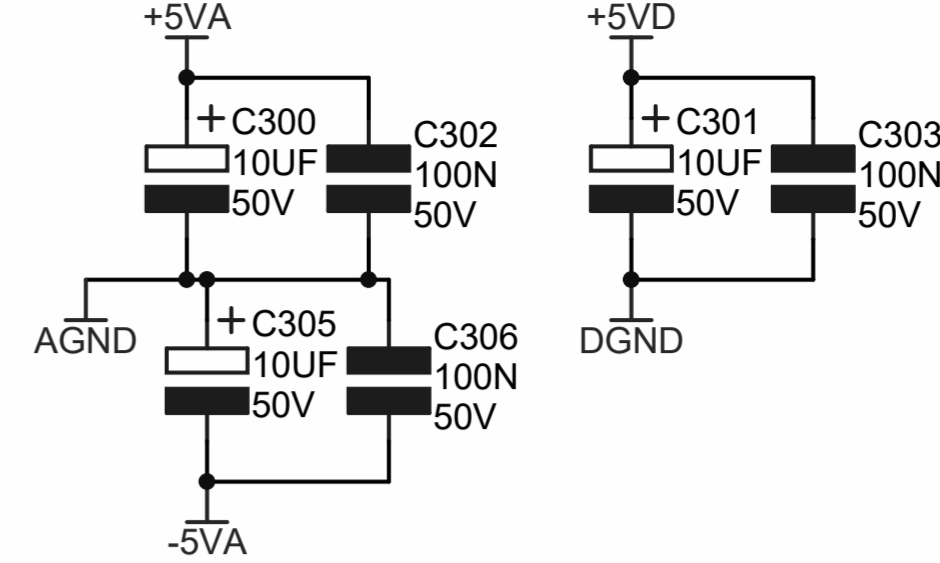 +5VA
+5VD
+ C300
10UF
50V
C302
100N
50V
+ C301
10UF
50V
C303
100N
50V
AGND
+ C305
10UF
50V
C306
100N
50V
DGND
-5VA